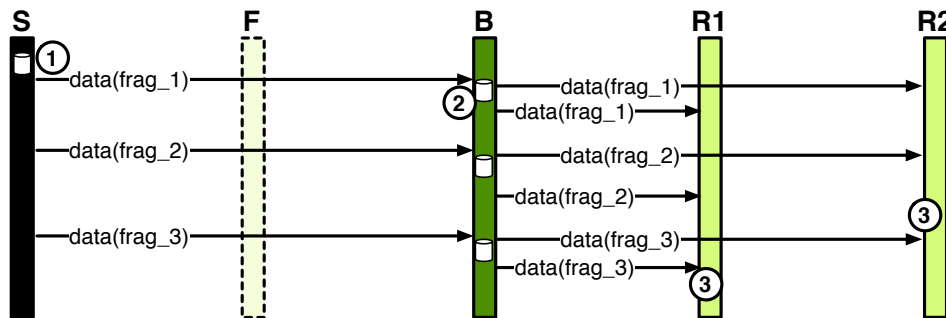 S F B R1 R2
1
data(frag_1) data(frag_1)
2
data(frag_1)
data(frag_2) data(frag_2)
data(frag_2)
3
data(frag_3) data(frag_3)
data(frag_3)
3